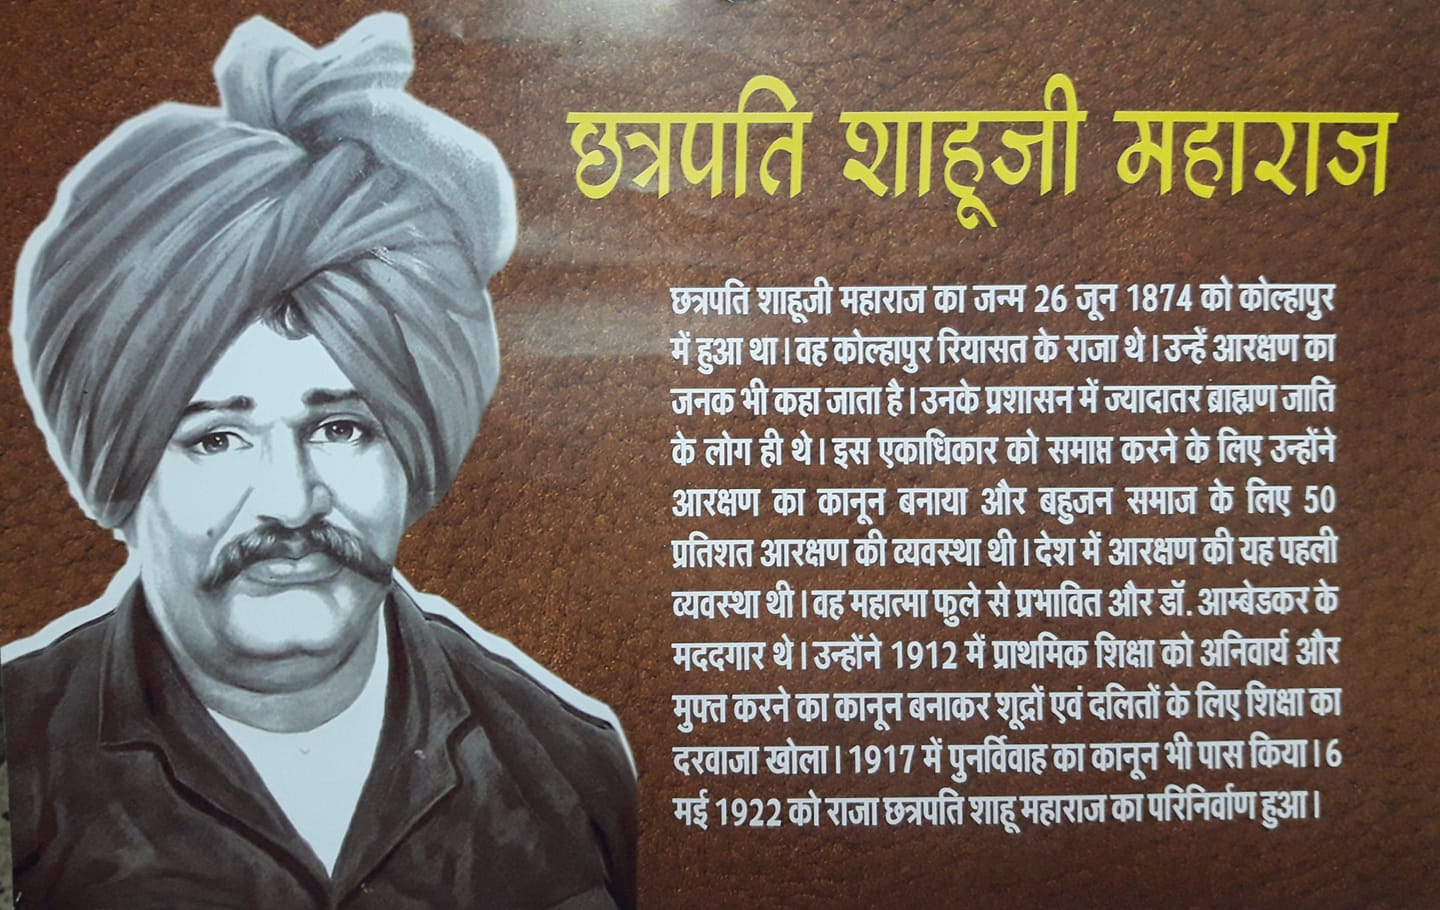 छत्रपति शाहूजी महाराज
छत्रपति शाहूजी महाराज का जन्म 26 जून 1874 को कोल्हापुर
में हुआ था । वह कोल्हापुर रियासत के राजा थे । उन्हें आरक्षण का
जनक भी कहा जाता है । उनके प्रशासन में ज्यादातर ब्राह्मण जाति
के लोग ही थे । इस एकाधिकार को समाप्त करने के लिए उन्होंने
आरक्षण का कानून बनाया और बहुजन समाज के लिए 50
प्रतिशत आरक्षण की व्यवस्था थी । देश में आरक्षण की यह पहली
व्यवस्था थी । वह महात्मा फुले से प्रभावित और डॉ. आम्बेडकर के
मददगार थे । उन्होंने 1912 में प्राथमिक शिक्षा को अनिवार्य और
मुफ्त करने का कानून बनाकर शूद्रों एवं दलितों के लिए शिक्षा का
दरवाजा खोला । 1917 में पुनर्विवाह का कानून भी पास किया । 6
मई 1922 को राजा छत्रपति शाहू महाराज का परिनिर्वाण हुआ ।